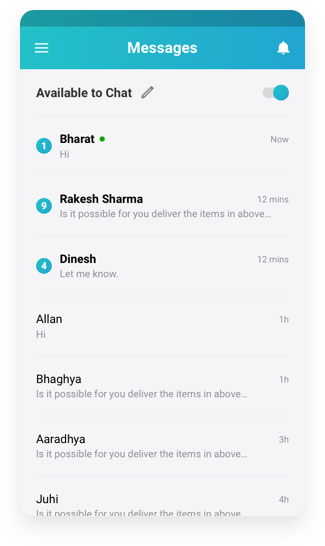 Messages
Available to Chat
1 Bharat Now
Hi
9 Rakesh Sharma 12 mins
Is it possible for you deliver the items in above...
4 Dinesh 12 mins
Let me know.
Allan 1h
Hi
Bhaghya 1h
Is it possible for you deliver the items in above...
Aaradhya 3h
Is it possible for you deliver the items in above...
Juhi 4h
Is it possible for you deliver the items in above...